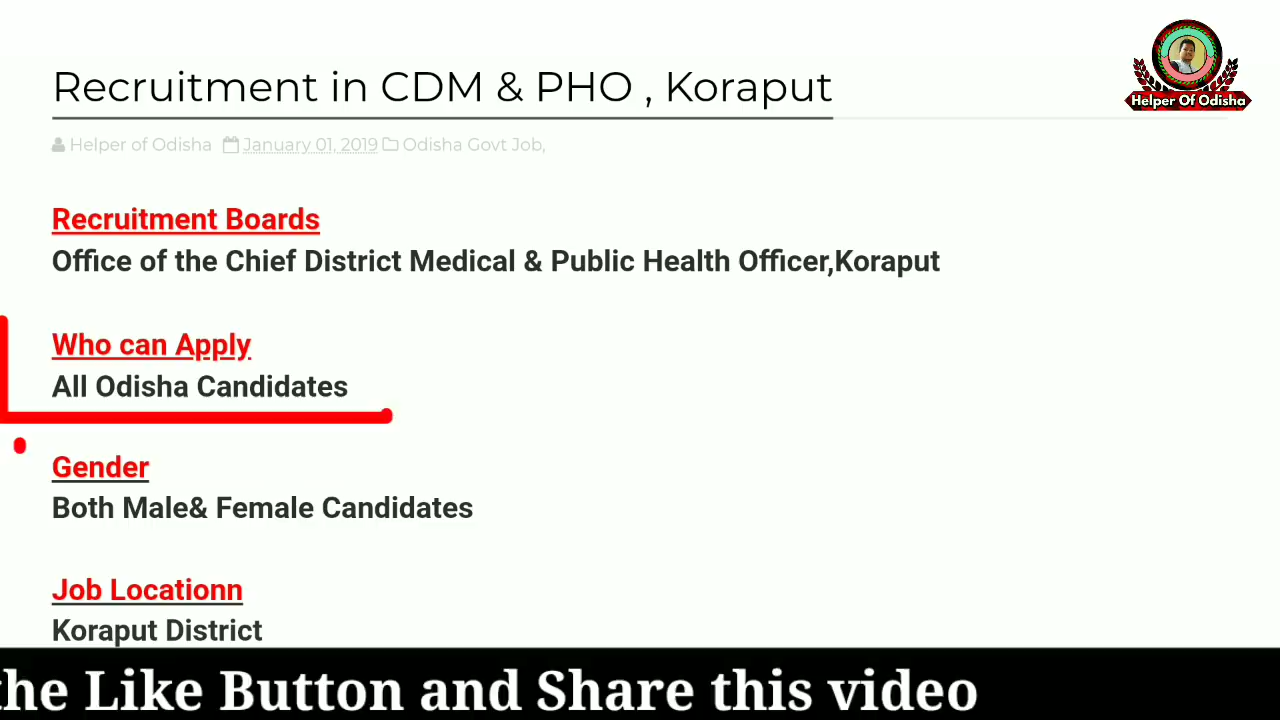 Helper Of Odisha
Recruitment in CDM & PHO , Koraput
Helper of Odisha January 01, 2019 Odisha Govt Job,
Recruitment Boards
Office of the Chief District Medical & Public Health Officer,Koraput
Who can Apply
All Odisha Candidates
Gender
Both Male& Female Candidates
Job Locationn
Koraput District
the Like Button and Share this video